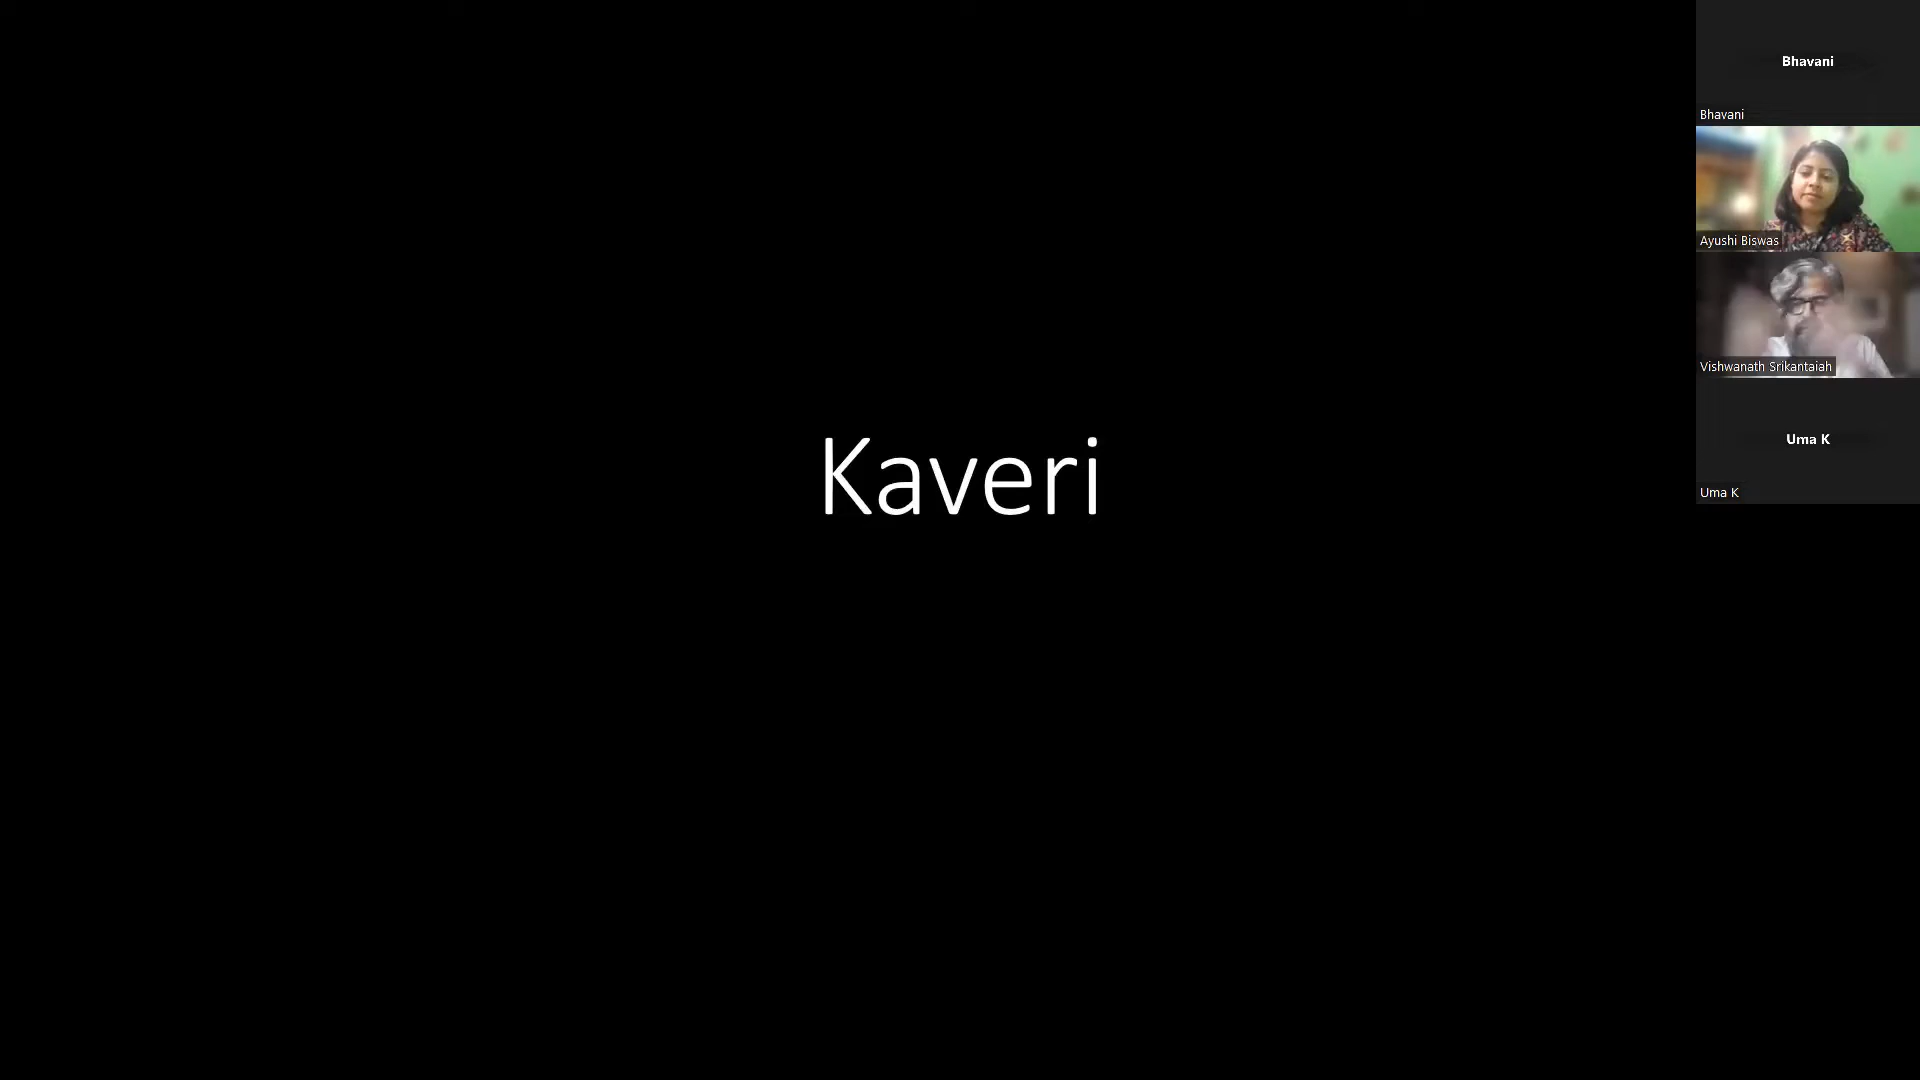 Kaveri
Bhavani
Bhavani
Ayushi Biswas
Vishwanath Srikantaiah
Uma K
Uma K